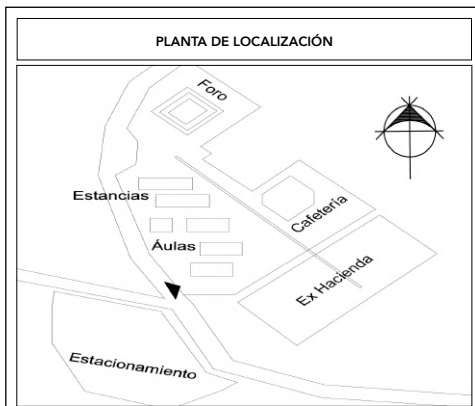 PLANTA DE LOCALIZACIÓN
Foro
Estancias
Cafetería
Áulas
Ex Hacienda
Estacionamiento